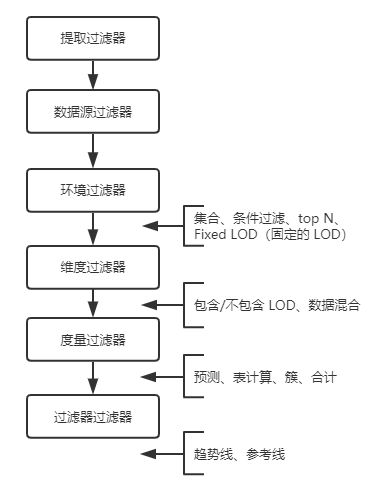 提取过滤器
数据源过滤器
环境过滤器
集合、条件过滤、top N、
Fixed LOD（固定的 LOD）
维度过滤器
包含/不包含 LOD、数据混合
度量过滤器
预测、表计算、簇、合计
过滤器过滤器
趋势线、参考线